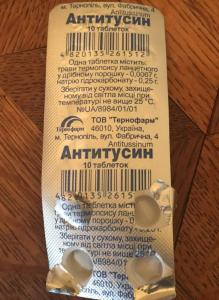 м. Тернопіль, вул. Фабрична, 4
Antitussinum
Антитусин
10 таблеток
4820135261512
Одна таблетка містить:
трави термопсису ланцетного
у дрібному порошку - 0,0067 г,
натрію гідрокарбонату - 0,25 г.
Зберігати у сухому, захище-
ному від світла місці при
температурі не вище 25 °С.
№UA/8984/01/01
Тернофарм
ТОВ "Тернофарм"
46010, Україна,
м. Тернопіль, вул. Фабрична, 4
Antitussinum
Антитусин
10 таблеток
4820135261512
Одна таблетка містить:
трави термопсису ланцетного
у дрібному порошку - 0,0067 г,
натрію гідрокарбонату - 0,25 г.
Зберігати у сухому,
ному від світла місці
температурі не вище 25